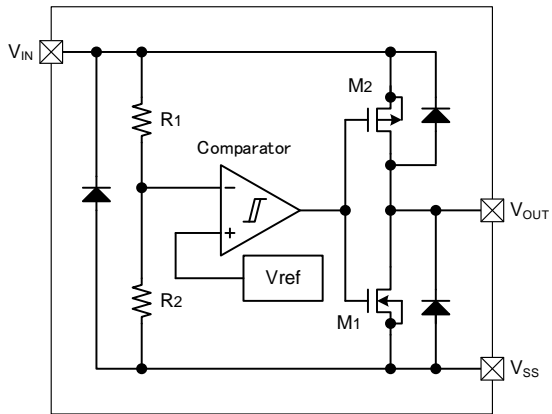 VIN
M2
R1
Comparator
−
+
VOUT
Vref
R2
M1
VSS